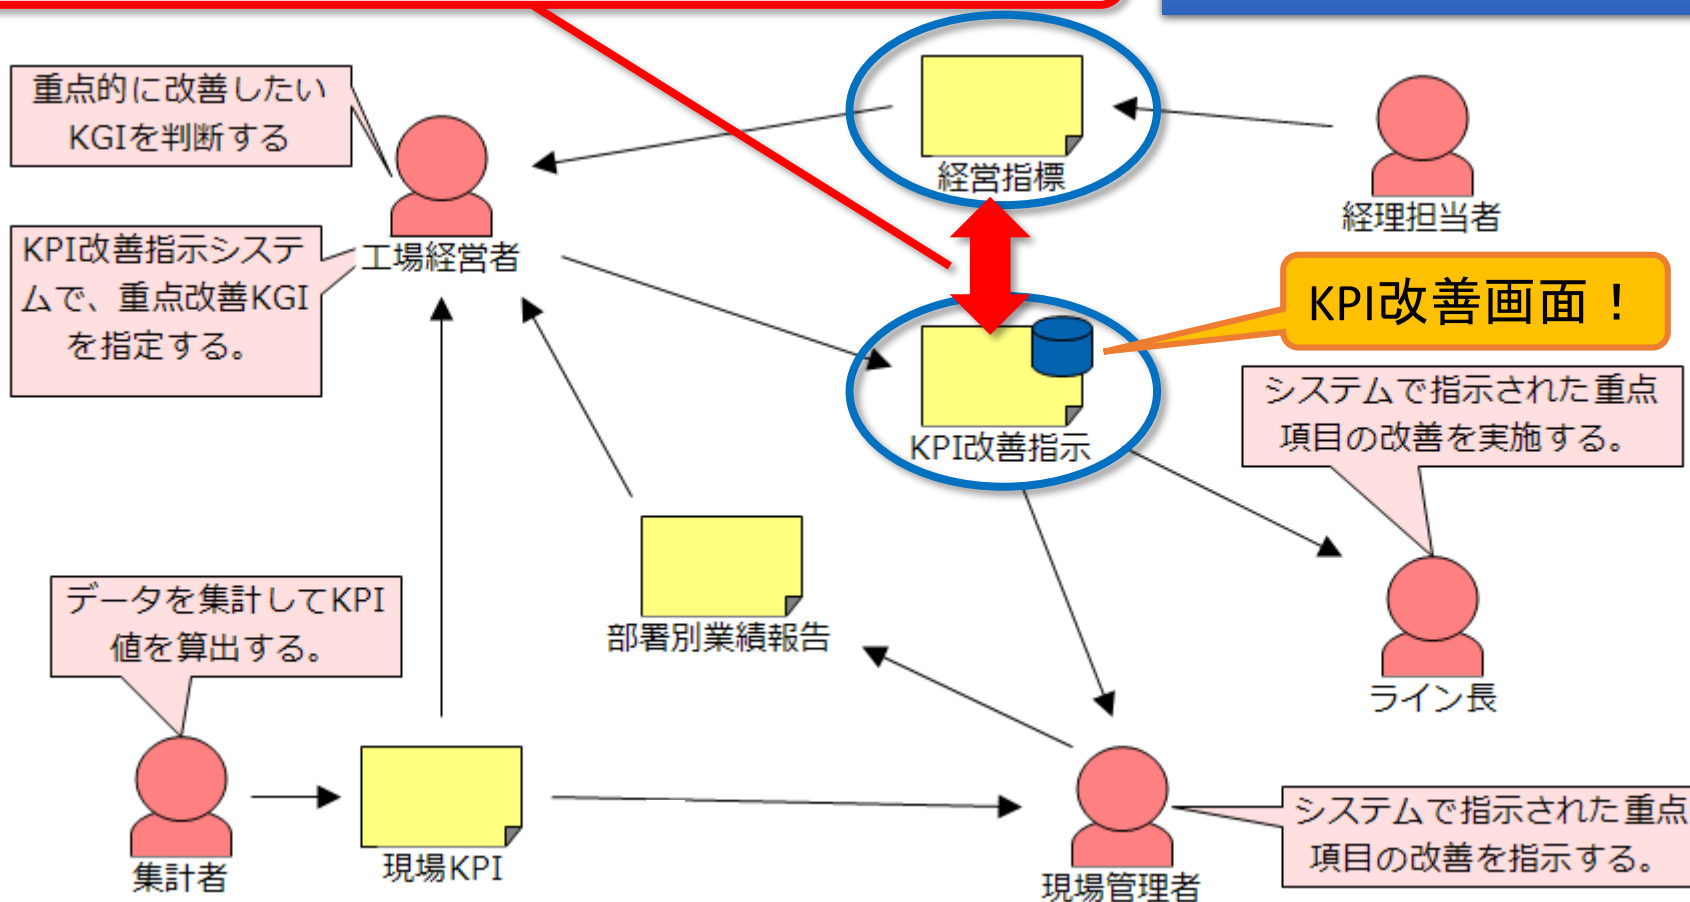 重点的に改善したい
KGIを判断する
経営指標
経理担当者
KPI改善指示システ
ムで、重点改善KGI
を指定する。
工場経営者
KPI改善画面！
KPI改善指示
システムで指示された重点
項目の改善を実施する。
データを集計してKPI
値を算出する。
部署別業績報告
ライン長
集計者
現場KPI
現場管理者
システムで指示された重点
項目の改善を指示する。